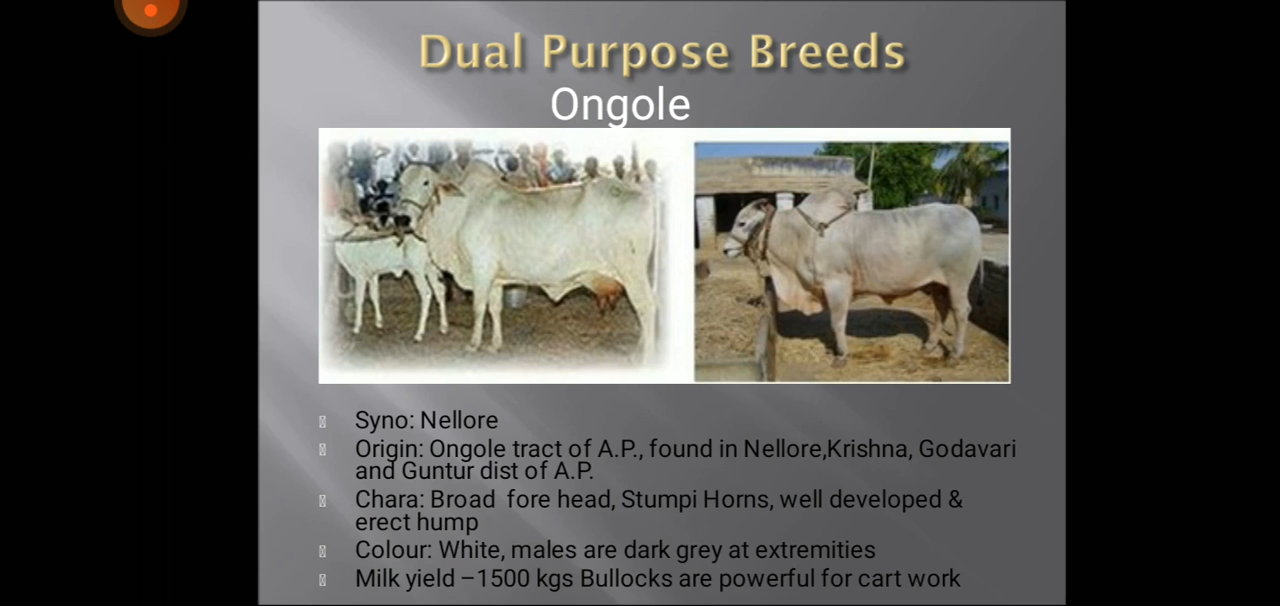 Dual Purpose Breeds
Ongole
Syno: Nellore
Origin: Ongole tract of A.P., found in Nellore,Krishna, Godavari
and Guntur dist of A.P.
Chara: Broad fore head, Stumpi Horns, well developed &
erect hump
Colour: White, males are dark grey at extremities
Milk yield –1500 kgs Bullocks are powerful for cart work